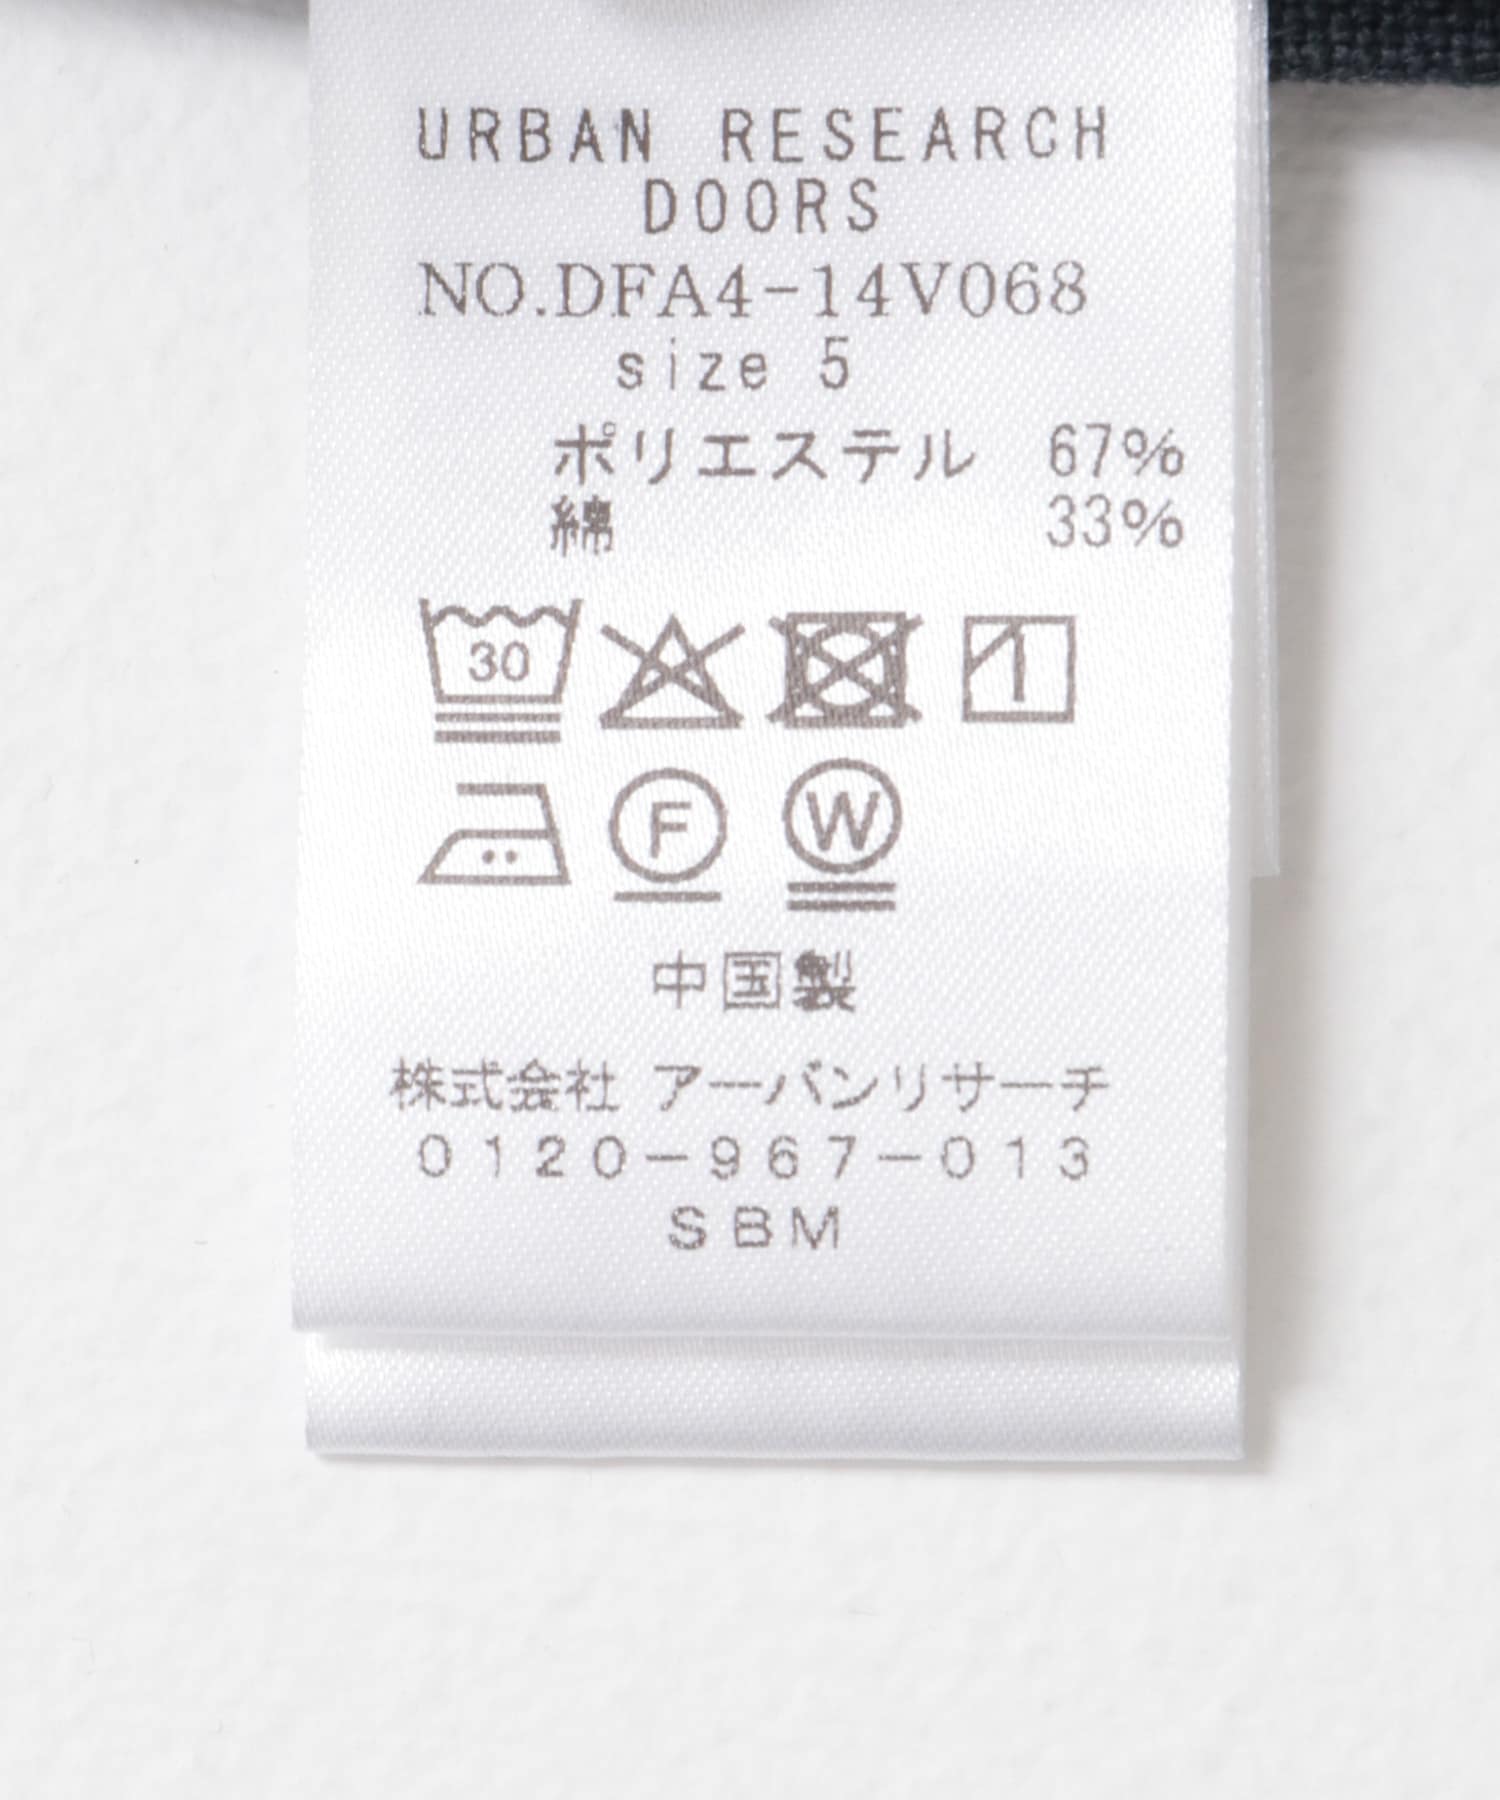 URBAN RESEARCH
DOORS
NO.DFA4-14V068
size 5
ポリエステル 67%
綿 33%
30
F W
中国製
株式会社 アーバンリサーチ
0120-967-013
SBM